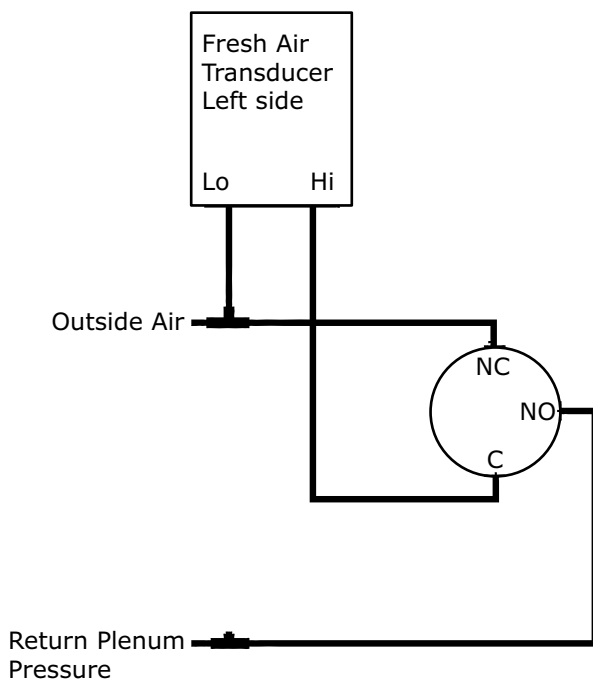 Fresh Air
Transducer
Left side
Lo
Hi
Outside Air
NC
NO
C
Return Plenum
Pressure